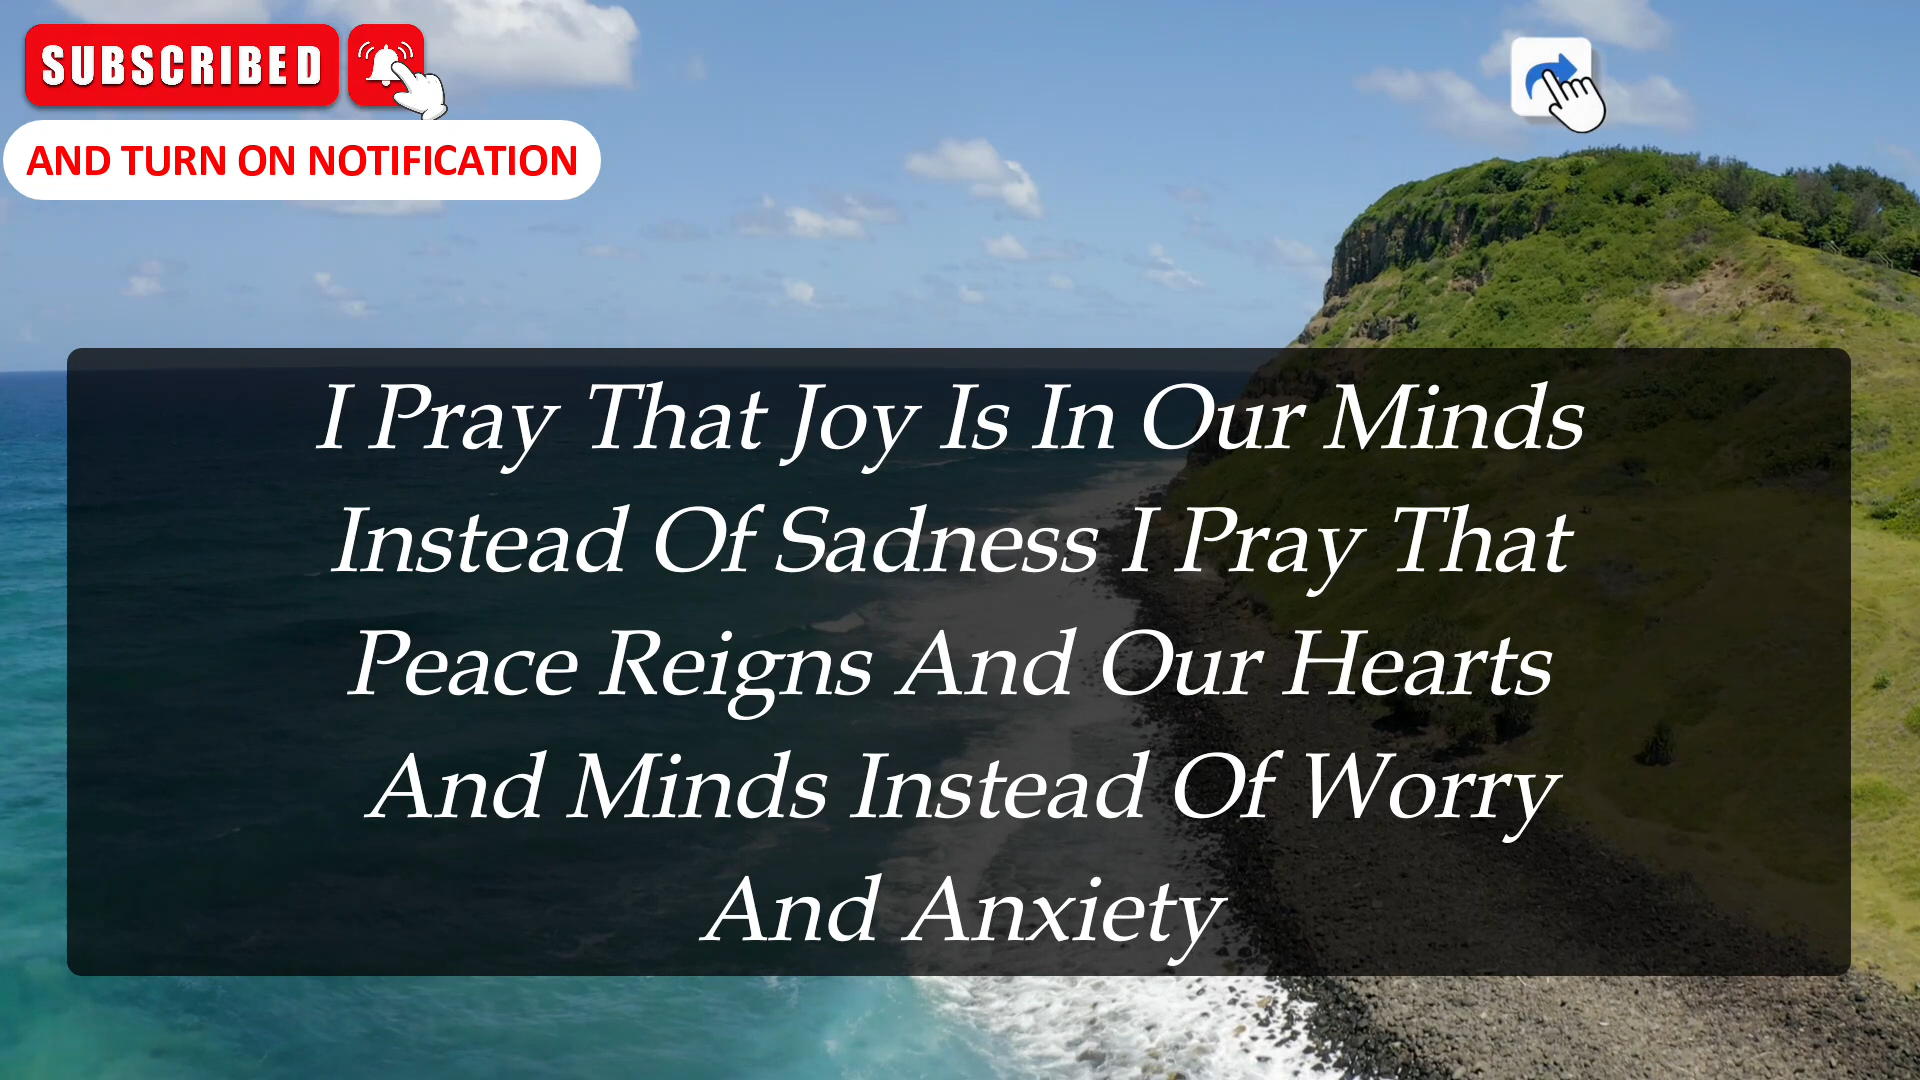 SUBSCRIBED
AND TURN ON NOTIFICATION
I Pray That Joy Is In Our Minds
Instead Of Sadness I Pray That
Peace Reigns And Our Hearts
And Minds Instead Of Worry
And Anxiety